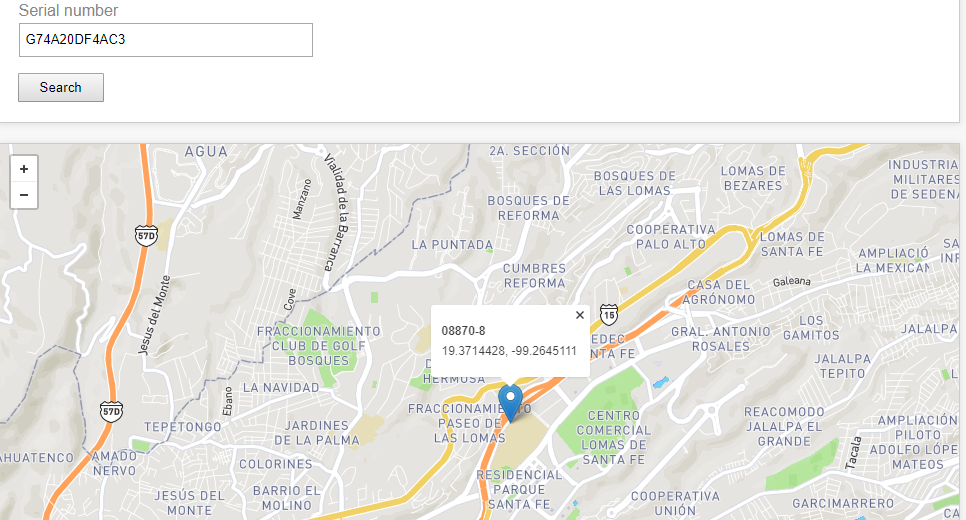 Serial number
G74A20DF4AC3
Search
+
−
AGUA
2A. SECCIÓN
BOSQUES DE
LAS LOMAS
LOMAS DE
BEZARES
INDUSTRIA
MILITARES
DE SEDENA
Manzano
Vialidad de la Barranca
BOSQUES DE
REFORMA
57D
LA PUNTADA
COOPERATIVA
PALO ALTO
LOMAS DE
SANTA FE
AMPLIACIÓ
LA MEXICAN
SA
INF
CUMBRES
REFORMA
Galeana
CASA DEL
AGRÓNOMO
Jesus del Monte
Cove
×
15
08870-8
19.3714428, -99.2645111
FRACCIONAMIENTO
CLUB DE GOLF
BOSQUES
EDEC
SANTA FE
GRAL. ANTONIO
ROSALES
LOS
GAMITOS
JALALPA
JALALPA
TEPITO
D
HERMOSA
LA NAVIDAD
Ebano
57D
FRACCIONAMIENTO
PASEO DE
LAS LOMAS
CENTRO
COMERCIAL
LOMAS DE
SANTA FE
REACOMODO
JALALPA EL
GRANDE
AMPLIACIÓN
PILOTO
ADOLFO LÓPE
MATEOS
TEPETONGO
JARDINES
DE LA PALMA
Tacala
AHUATENCO
AMADO
NERVO
COLORINES
RESIDENCIAL
PARQUE
SANTA FE
JESÚS DEL
MONTE
BARRIO EL
MOLINO
COOPERATIVA
UNIÓN
GARCIMARRERO
CA